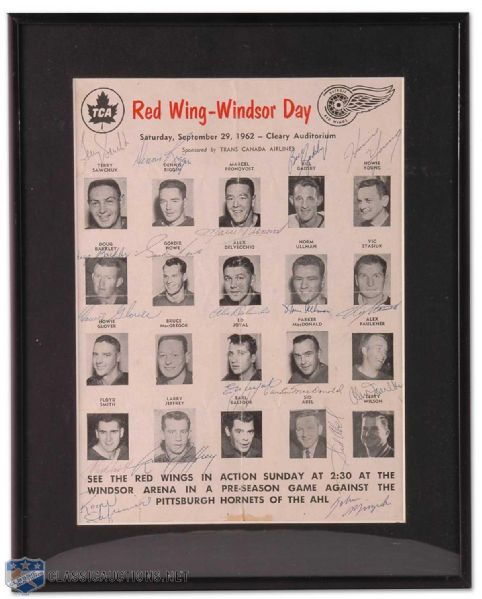 TCA
Red Wing-Windsor Day
DETROIT RED WINGS
Saturday, September 29, 1962 – Cleary Auditorium
Sponsored by TRANS CANADA AIRLINES
TERRY SAWCHUK
DENNIS RIGGIN
MARCEL PRONOVOST
BILL GADSBY
HOWIE YOUNG
DOUG BARKLEY
GORDIE HOWE
ALEX DELVECCHIO
NORM ULLMAN
VIC STASIUK
HOWIE GLOVER
BRUCE MacGREGOR
ED JOYAL
PARKER MacDONALD
ALEX FAULKNER
FLOYD SMITH
LARRY JEFFREY
EARL BALFOUR
SID ABEL
LEFTY WILSON
SEE THE RED WINGS IN ACTION SUNDAY AT 2:30 AT THE
WINDSOR ARENA IN A PRE-SEASON GAME AGAINST THE
PITTSBURGH HORNETS OF THE AHL
CLASSICAUCTIONS.NET